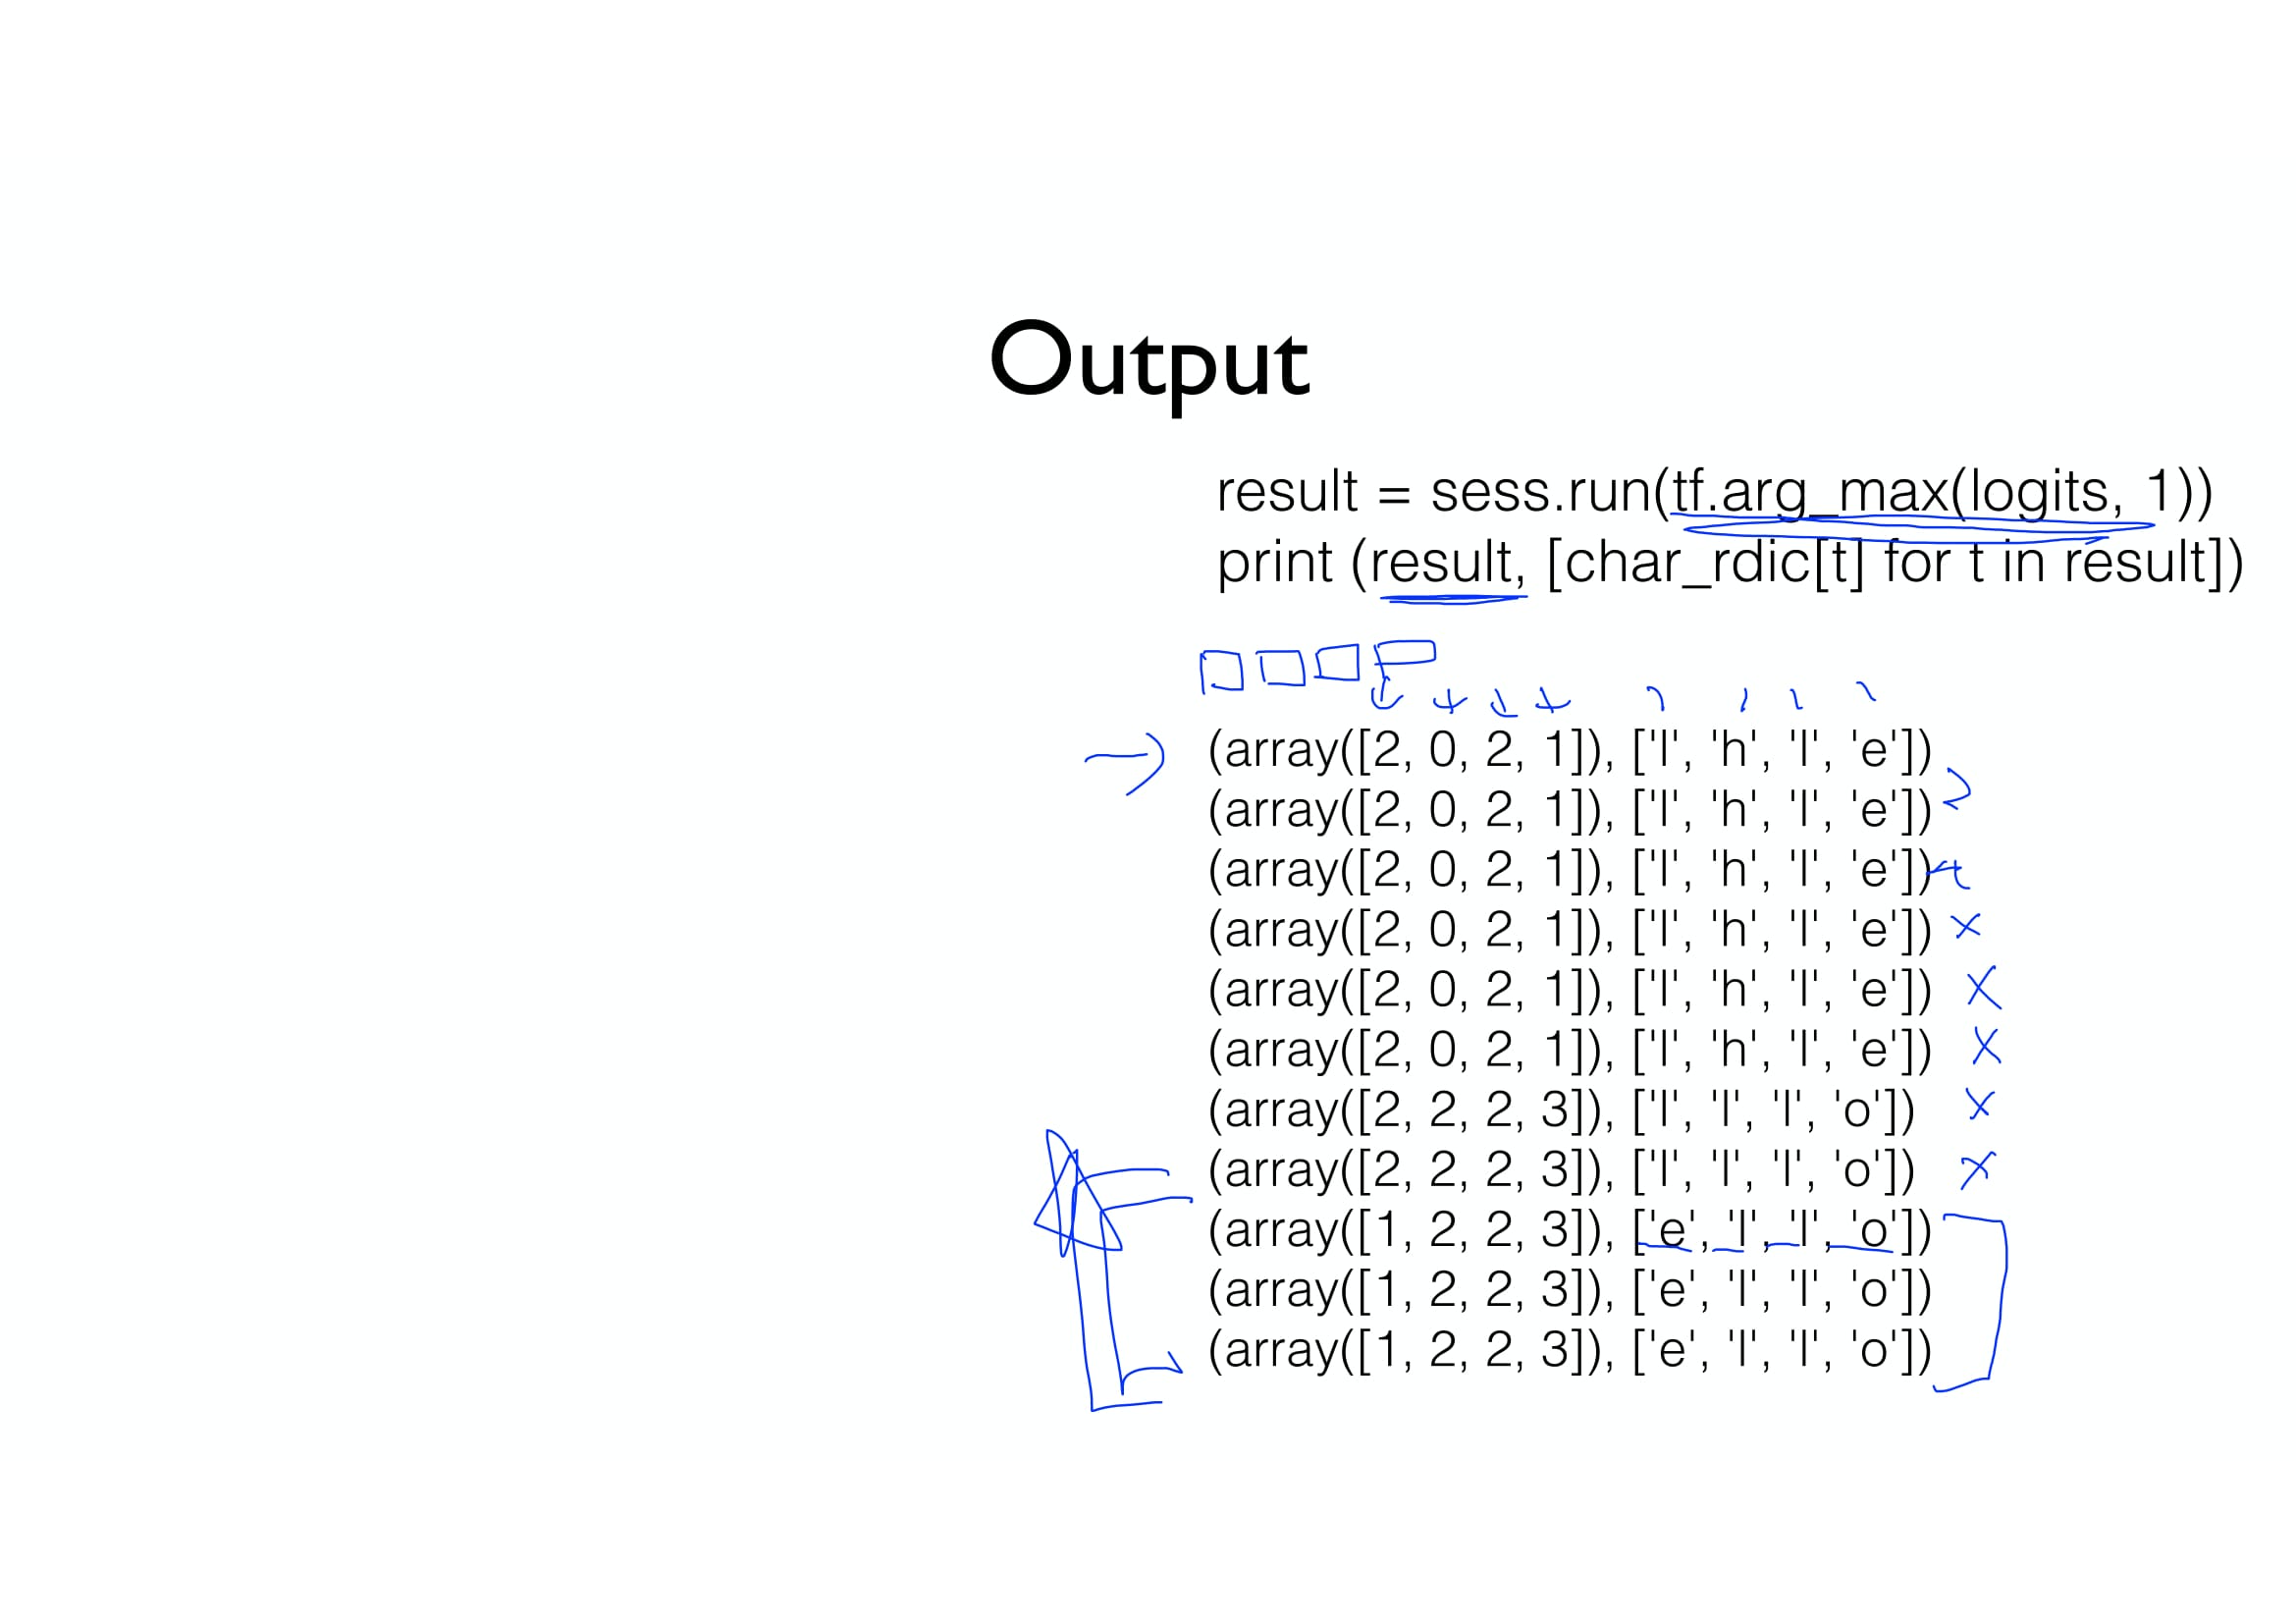 Output
result = sess.run(tf.arg_max(logits, 1))
print (result, [char_rdic[t] for t in result])
(array([2, 0, 2, 1]), ['l', 'h', 'l', 'e'])
(array([2, 0, 2, 1]), ['l', 'h', 'l', 'e'])
(array([2, 0, 2, 1]), ['l', 'h', 'l', 'e'])
(array([2, 0, 2, 1]), ['l', 'h', 'l', 'e'])
(array([2, 0, 2, 1]), ['l', 'h', 'l', 'e'])
(array([2, 0, 2, 1]), ['l', 'h', 'l', 'e'])
(array([2, 2, 2, 3]), ['l', 'l', 'l', 'o'])
(array([2, 2, 2, 3]), ['l', 'l', 'l', 'o'])
(array([1, 2, 2, 3]), ['e', 'l', 'l', 'o'])
(array([1, 2, 2, 3]), ['e', 'l', 'l', 'o'])
(array([1, 2, 2, 3]), ['e', 'l', 'l', 'o'])